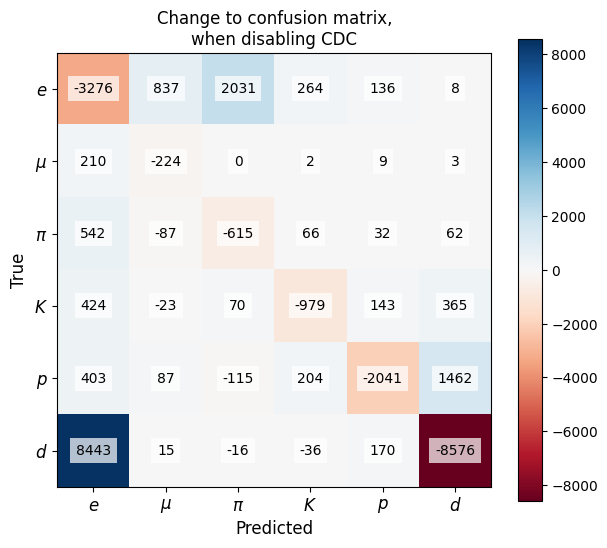 Change to confusion matrix,
when disabling CDC
True
e -3276 837 2031 264 136 8
μ 210 -224 0 2 9 3
π 542 -87 -615 66 32 62
K 424 -23 70 -979 143 365
p 403 87 -115 204 -2041 1462
d 8443 15 -16 -36 170 -8576
e μ π K p d
Predicted
8000
6000
4000
2000
0
−2000
−4000
−6000
−8000